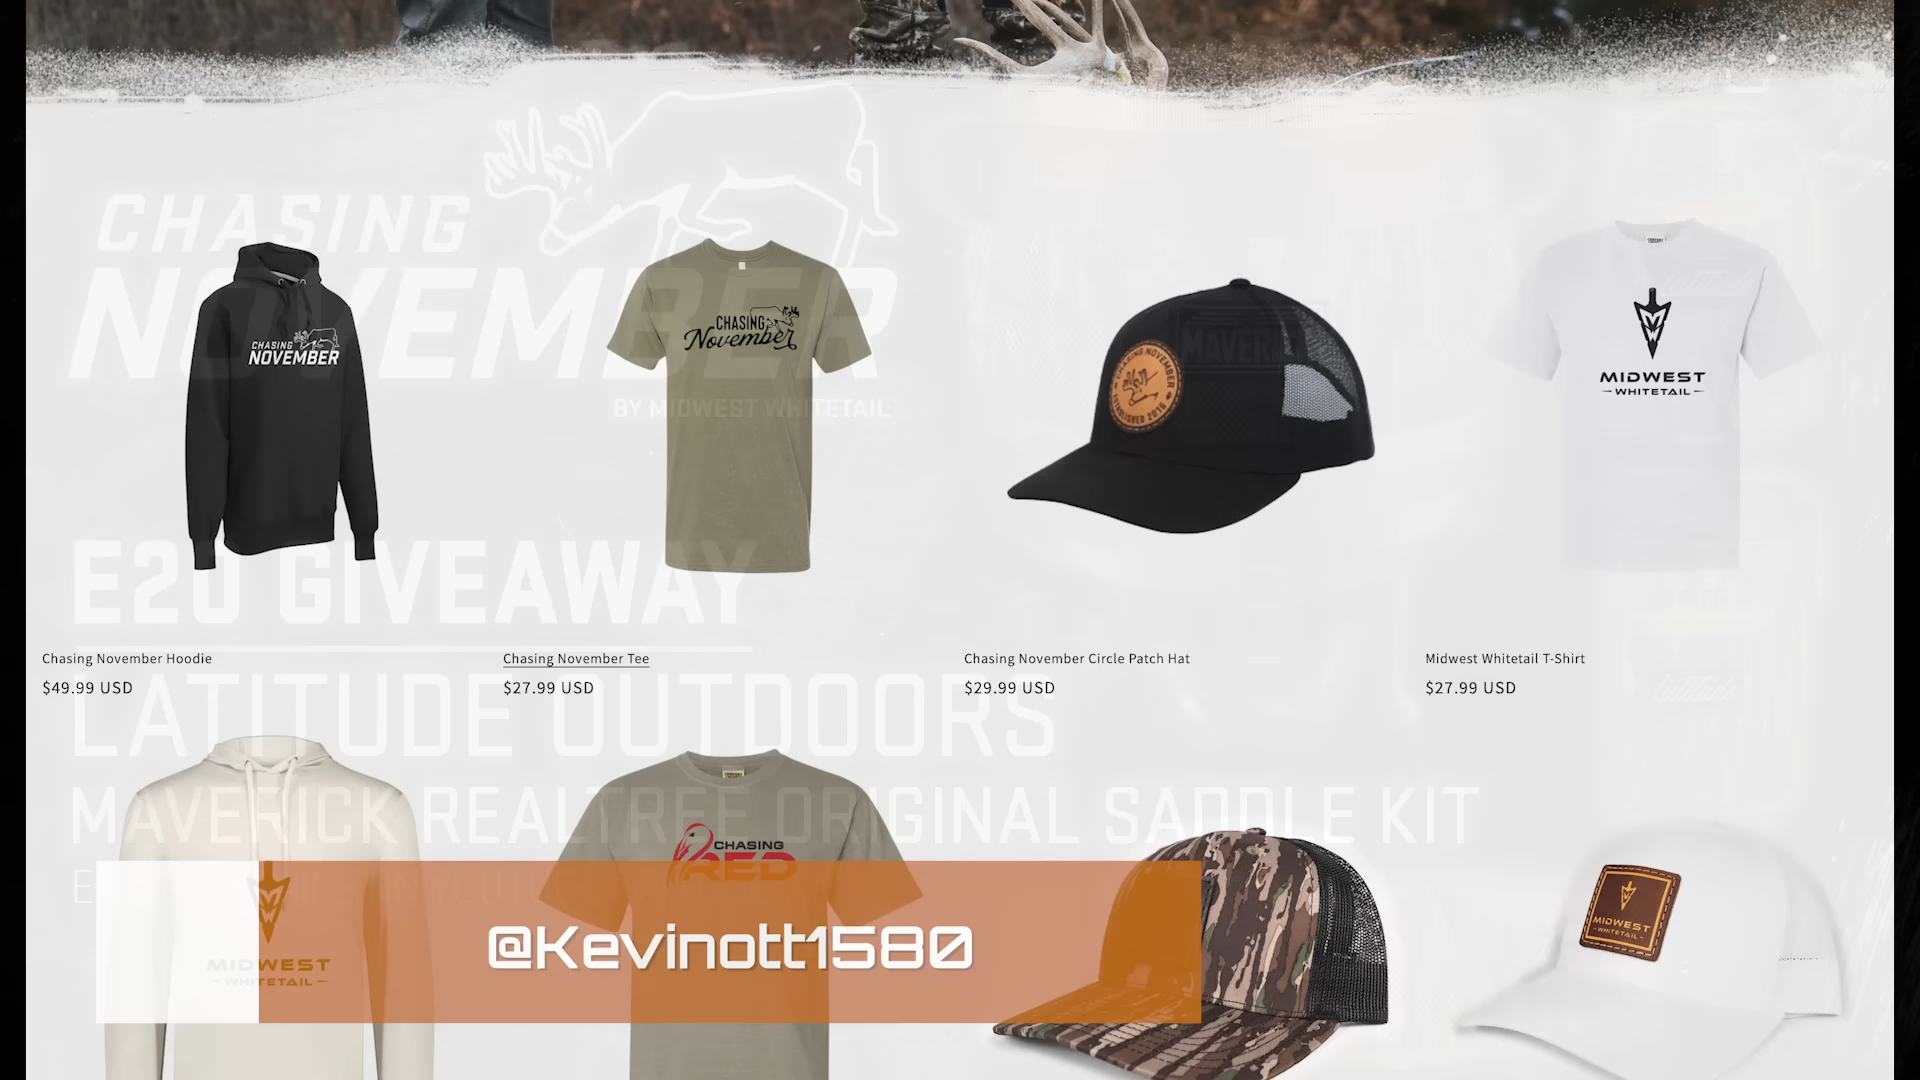 CHASING
NOVEMBER
BY MIDWEST WHITETAIL
CHASING
NOVEMBER
CHASING
November
CHASING NOVEMBER
ESTABLISHED 2016
MAVERI
MIDWEST
WHITETAIL
E20 GIVEAWAY
Chasing November Hoodie
$49.99 USD
Chasing November Tee
$27.99 USD
Chasing November Circle Patch Hat
$29.99 USD
Midwest Whitetail T-Shirt
$27.99 USD
LATITUDE OUTDOORS
MAVERICK REALTREE ORIGINAL SADDLE KIT
CHASING
RED
MIDWEST
WHITETAIL
MIDWEST
WHITETAIL
@Kevinott1580